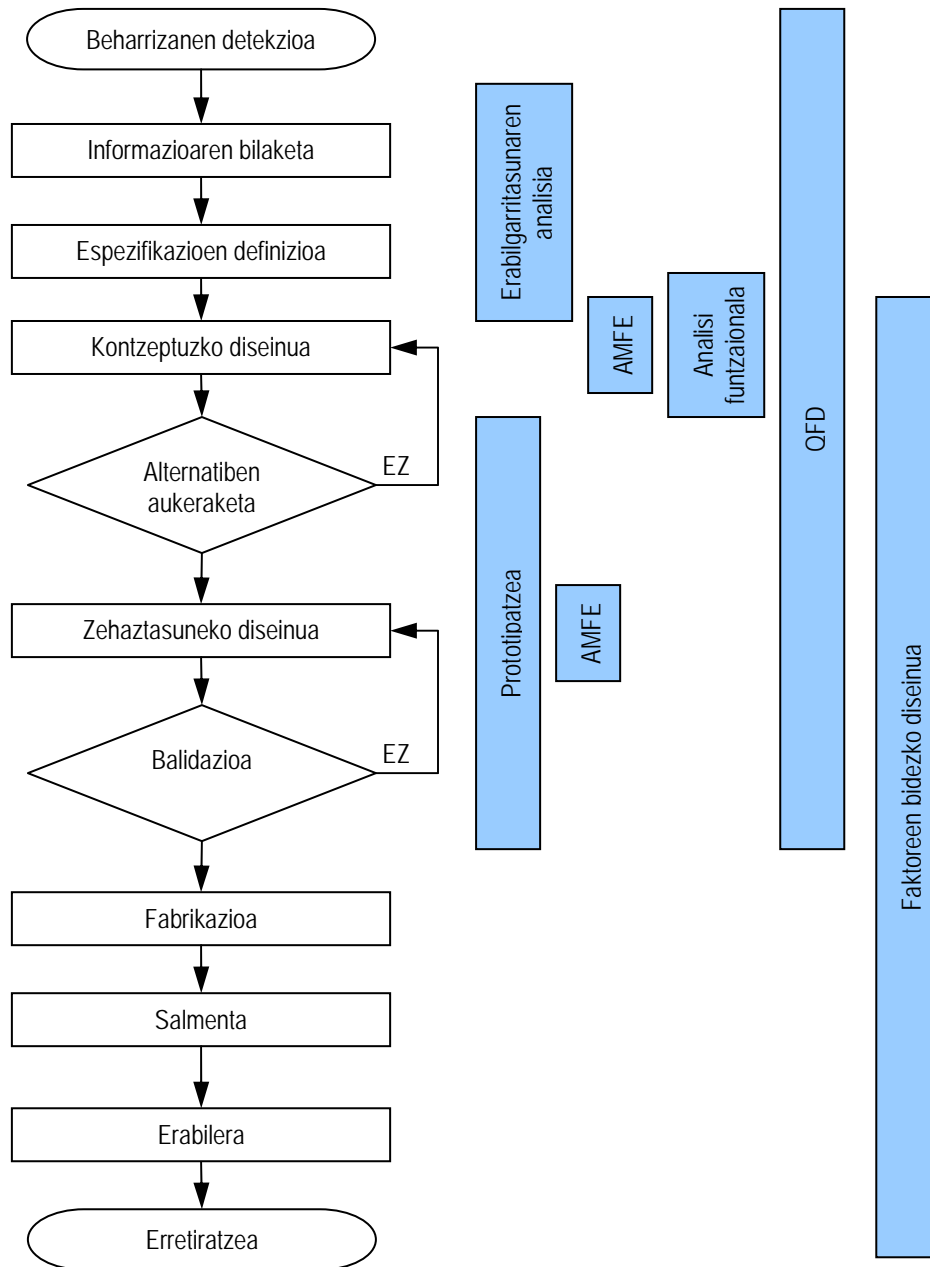 Beharrizanen detekzioa
Informazioaren bilaketa
Espezifikazioen definizioa
Kontzeptuzko diseinua
Alternatiben
aukeraketa
EZ
Zehaztasuneko diseinua
Balidazioa
EZ
Fabrikazioa
Salmenta
Erabilera
Erretiratzea
Erabilgarritasunaren
analisia
AMFE
Analisi
funtzaionala
Prototipatzea
AMFE
QFD
Faktoreen bidezko diseinua